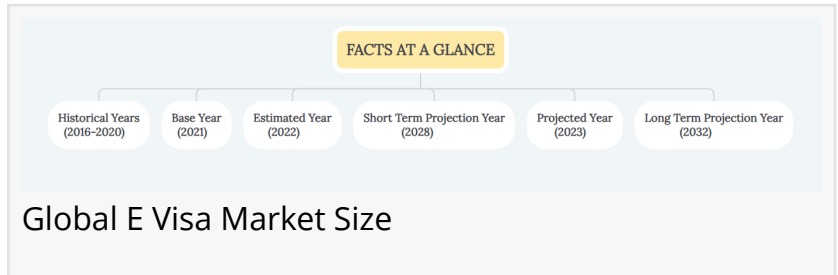 FACTS AT A GLANCE
Historical Years
(2016-2020)
Base Year
(2021)
Estimated Year
(2022)
Short Term Projection Year
(2028)
Projected Year
(2023)
Long Term Projection Year
(2032)
Global E Visa Market Size